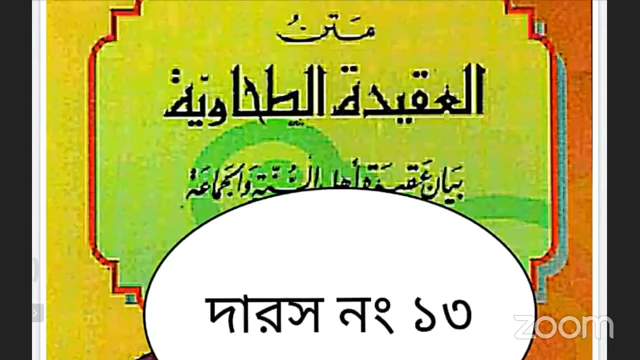 متن
العقيدة الطحاوية
بيان عقيدة أهل السنة والجماعة
দারস নং ১৩
zoom